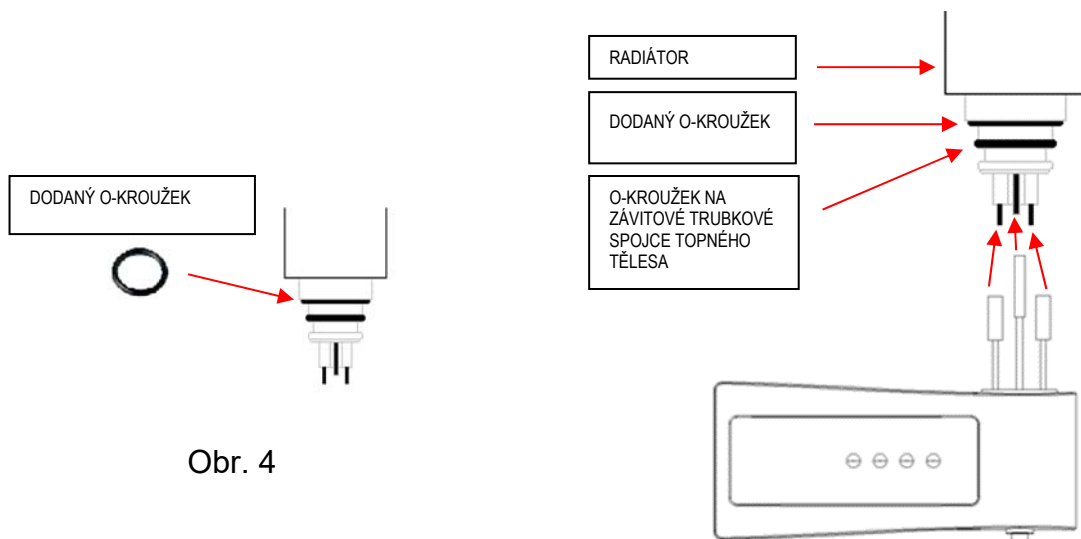 DODANÝ O-KROUŽEK
Obr. 4
RADIÁTOR
DODANÝ O-KROUŽEK
O-KROUŽEK NA
ZÁVITOVÉ TRUBKOVÉ
SPOJCE TOPNÉHO
TĚLESA